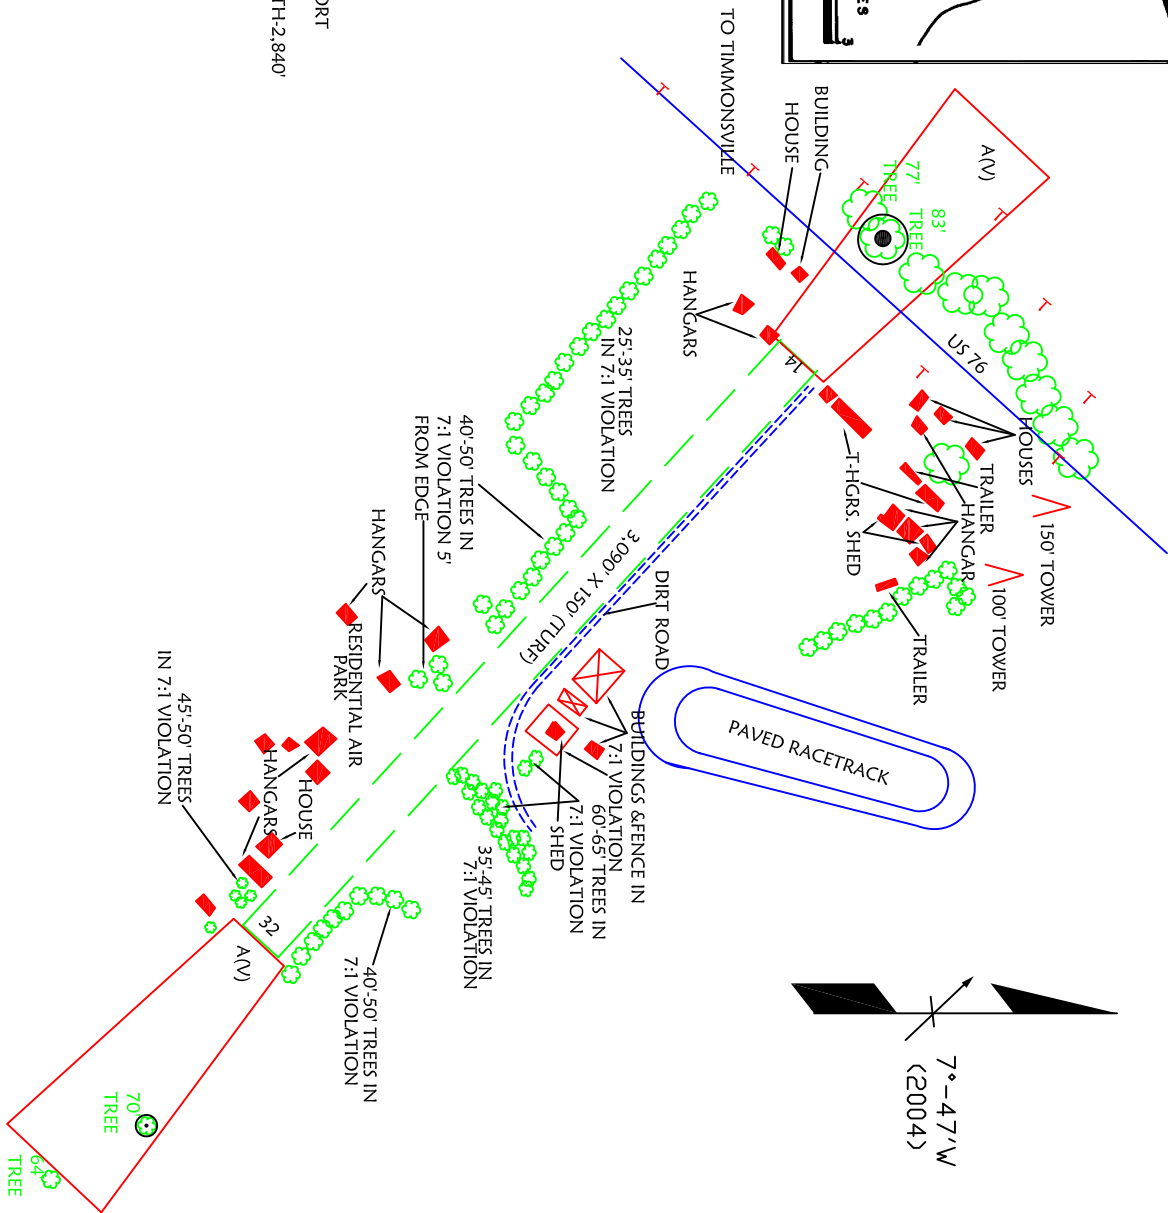 ORT
TH-2,840'
ES
3
TO TIMMONSVILLE
BUILDING
HOUSE
A(V)
77'
TREE
83'
TREE
HANGARS
14
US 76
HOUSES
TRAILER
HANGAR
150' TOWER
100' TOWER
T-HGRS.
SHED
TRAILER
25'-35' TREES
IN 7:1 VIOLATION
40'-50' TREES IN
7:1 VIOLATION 5'
FROM EDGE
3,090' X 150' (TURF)
DIRT ROAD
HANGARS
RESIDENTIAL AIR
PARK
PAVED RACETRACK
BUILDINGS &FENCE IN
7:1 VIOLATION
60'-65' TREES IN
7:1 VIOLATION
SHED
45'-50' TREES
IN 7:1 VIOLATION
HANGARS
HOUSE
35'-45' TREES IN
7:1 VIOLATION
32
A(V)
40'-50' TREES IN
7:1 VIOLATION
7°-47'W
(2004)
70'
TREE
64'
TREE